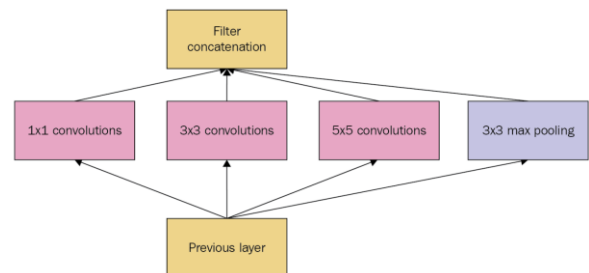 Filter
concatenation
1x1 convolutions
3x3 convolutions
5x5 convolutions
3x3 max pooling
Previous layer